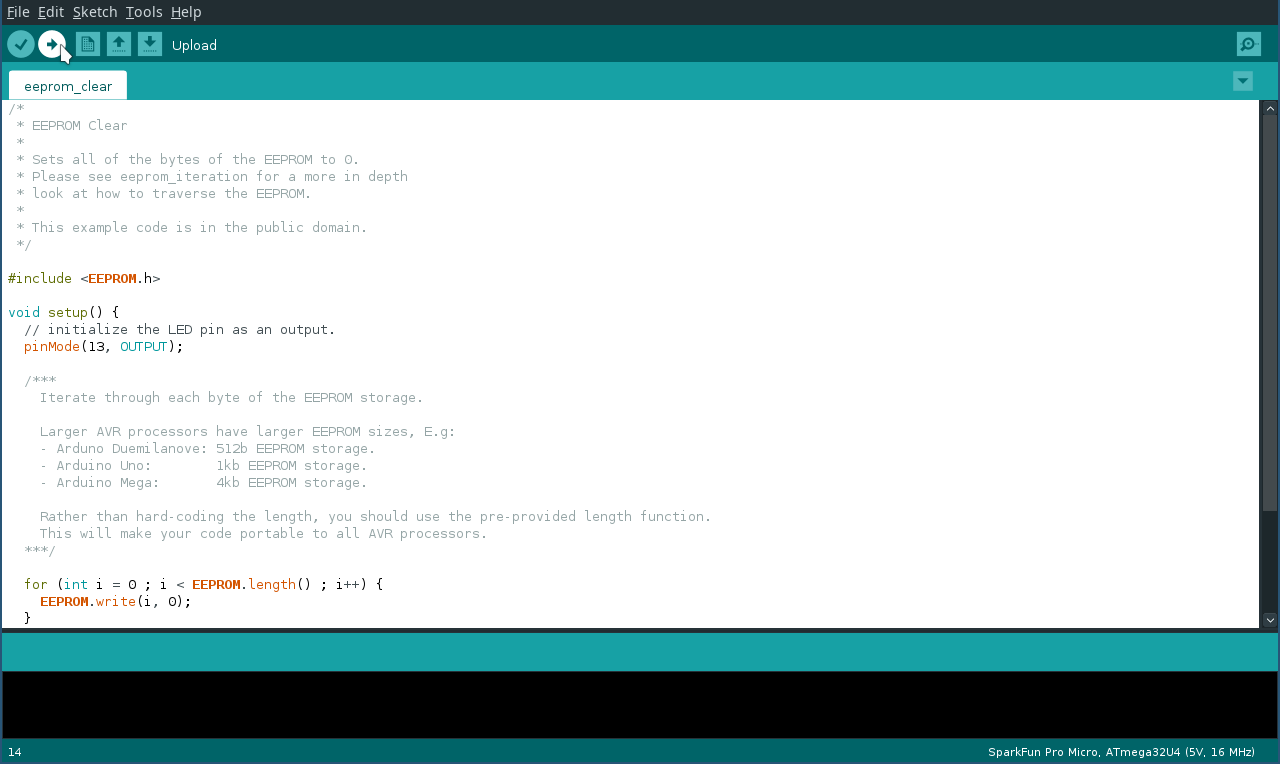 File Edit Sketch Tools Help
Upload
eeprom_clear
/*
 * EEPROM Clear
 *
 * Sets all of the bytes of the EEPROM to 0.
 * Please see eeprom_iteration for a more in depth
 * look at how to traverse the EEPROM.
 *
 * This example code is in the public domain.
 */
#include <EEPROM.h>
void setup() {
  // initialize the LED pin as an output.
  pinMode(13, OUTPUT);
  /***
    Iterate through each byte of the EEPROM storage.
    Larger AVR processors have larger EEPROM sizes, E.g:
    - Arduno Duemilanove: 512b EEPROM storage.
    - Arduino Uno:        1kb EEPROM storage.
    - Arduino Mega:       4kb EEPROM storage.
    Rather than hard-coding the length, you should use the pre-provided length function.
    This will make your code portable to all AVR processors.
  ***/
  for (int i = 0 ; i < EEPROM.length() ; i++) {
    EEPROM.write(i, 0);
  }
14 SparkFun Pro Micro, ATmega32U4 (5V, 16 MHz)